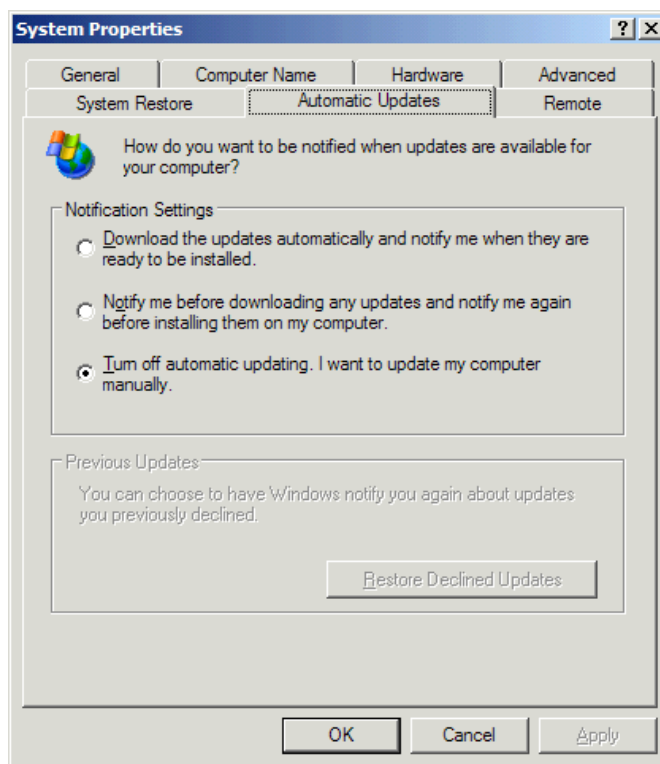 System Properties
General
Computer Name
Hardware
Advanced
System Restore
Automatic Updates
Remote
How do you want to be notified when updates are available for
your computer?
Notification Settings
Download the updates automatically and notify me when they are
ready to be installed.
Notify me before downloading any updates and notify me again
before installing them on my computer.
Turn off automatic updating. I want to update my computer
manually.
Previous Updates
You can choose to have Windows notify you again about updates
you previously declined.
Restore Declined Updates
OK
Cancel
Apply